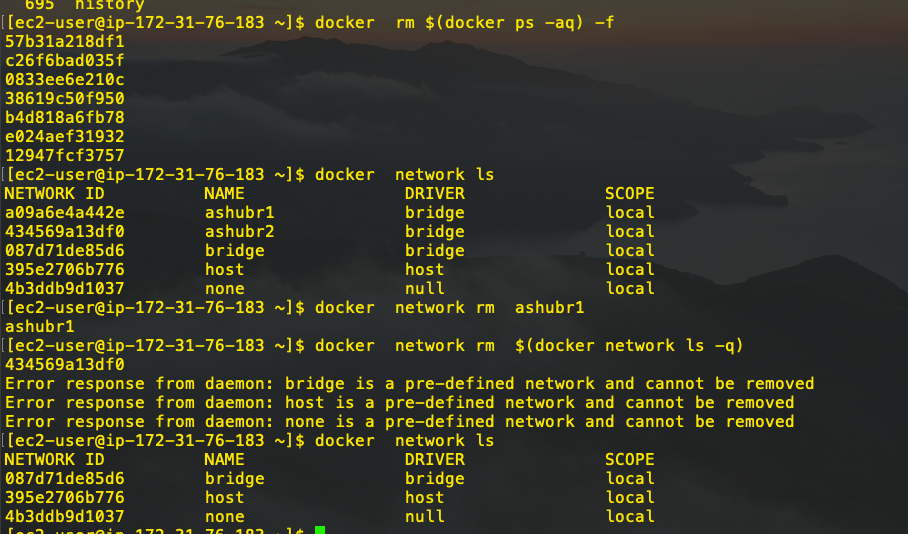 695 history
[[ec2-user@ip-172-31-76-183 ~]$ docker  rm $(docker ps -aq) -f
57b31a218df1
c26f6bad035f
0833ee6e210c
38619c50f950
b4d818a6fb78
e024aef31932
12947fcf3757
[[ec2-user@ip-172-31-76-183 ~]$ docker  network ls
NETWORK ID          NAME                DRIVER              SCOPE
a09a6e4a442e        ashubr1             bridge              local
434569a13df0        ashubr2             bridge              local
087d71de85d6        bridge              bridge              local
395e2706b776        host                host                local
4b3ddb9d1037        none                null                local
[[ec2-user@ip-172-31-76-183 ~]$ docker  network rm  ashubr1
ashubr1
[[ec2-user@ip-172-31-76-183 ~]$ docker  network rm  $(docker network ls -q)
434569a13df0
Error response from daemon: bridge is a pre-defined network and cannot be removed
Error response from daemon: host is a pre-defined network and cannot be removed
Error response from daemon: none is a pre-defined network and cannot be removed
[[ec2-user@ip-172-31-76-183 ~]$ docker  network ls
NETWORK ID          NAME                DRIVER              SCOPE
087d71de85d6        bridge              bridge              local
395e2706b776        host                host                local
4b3ddb9d1037        none                null                local
[ec2-user@ip-172-31-76-183 ~]$